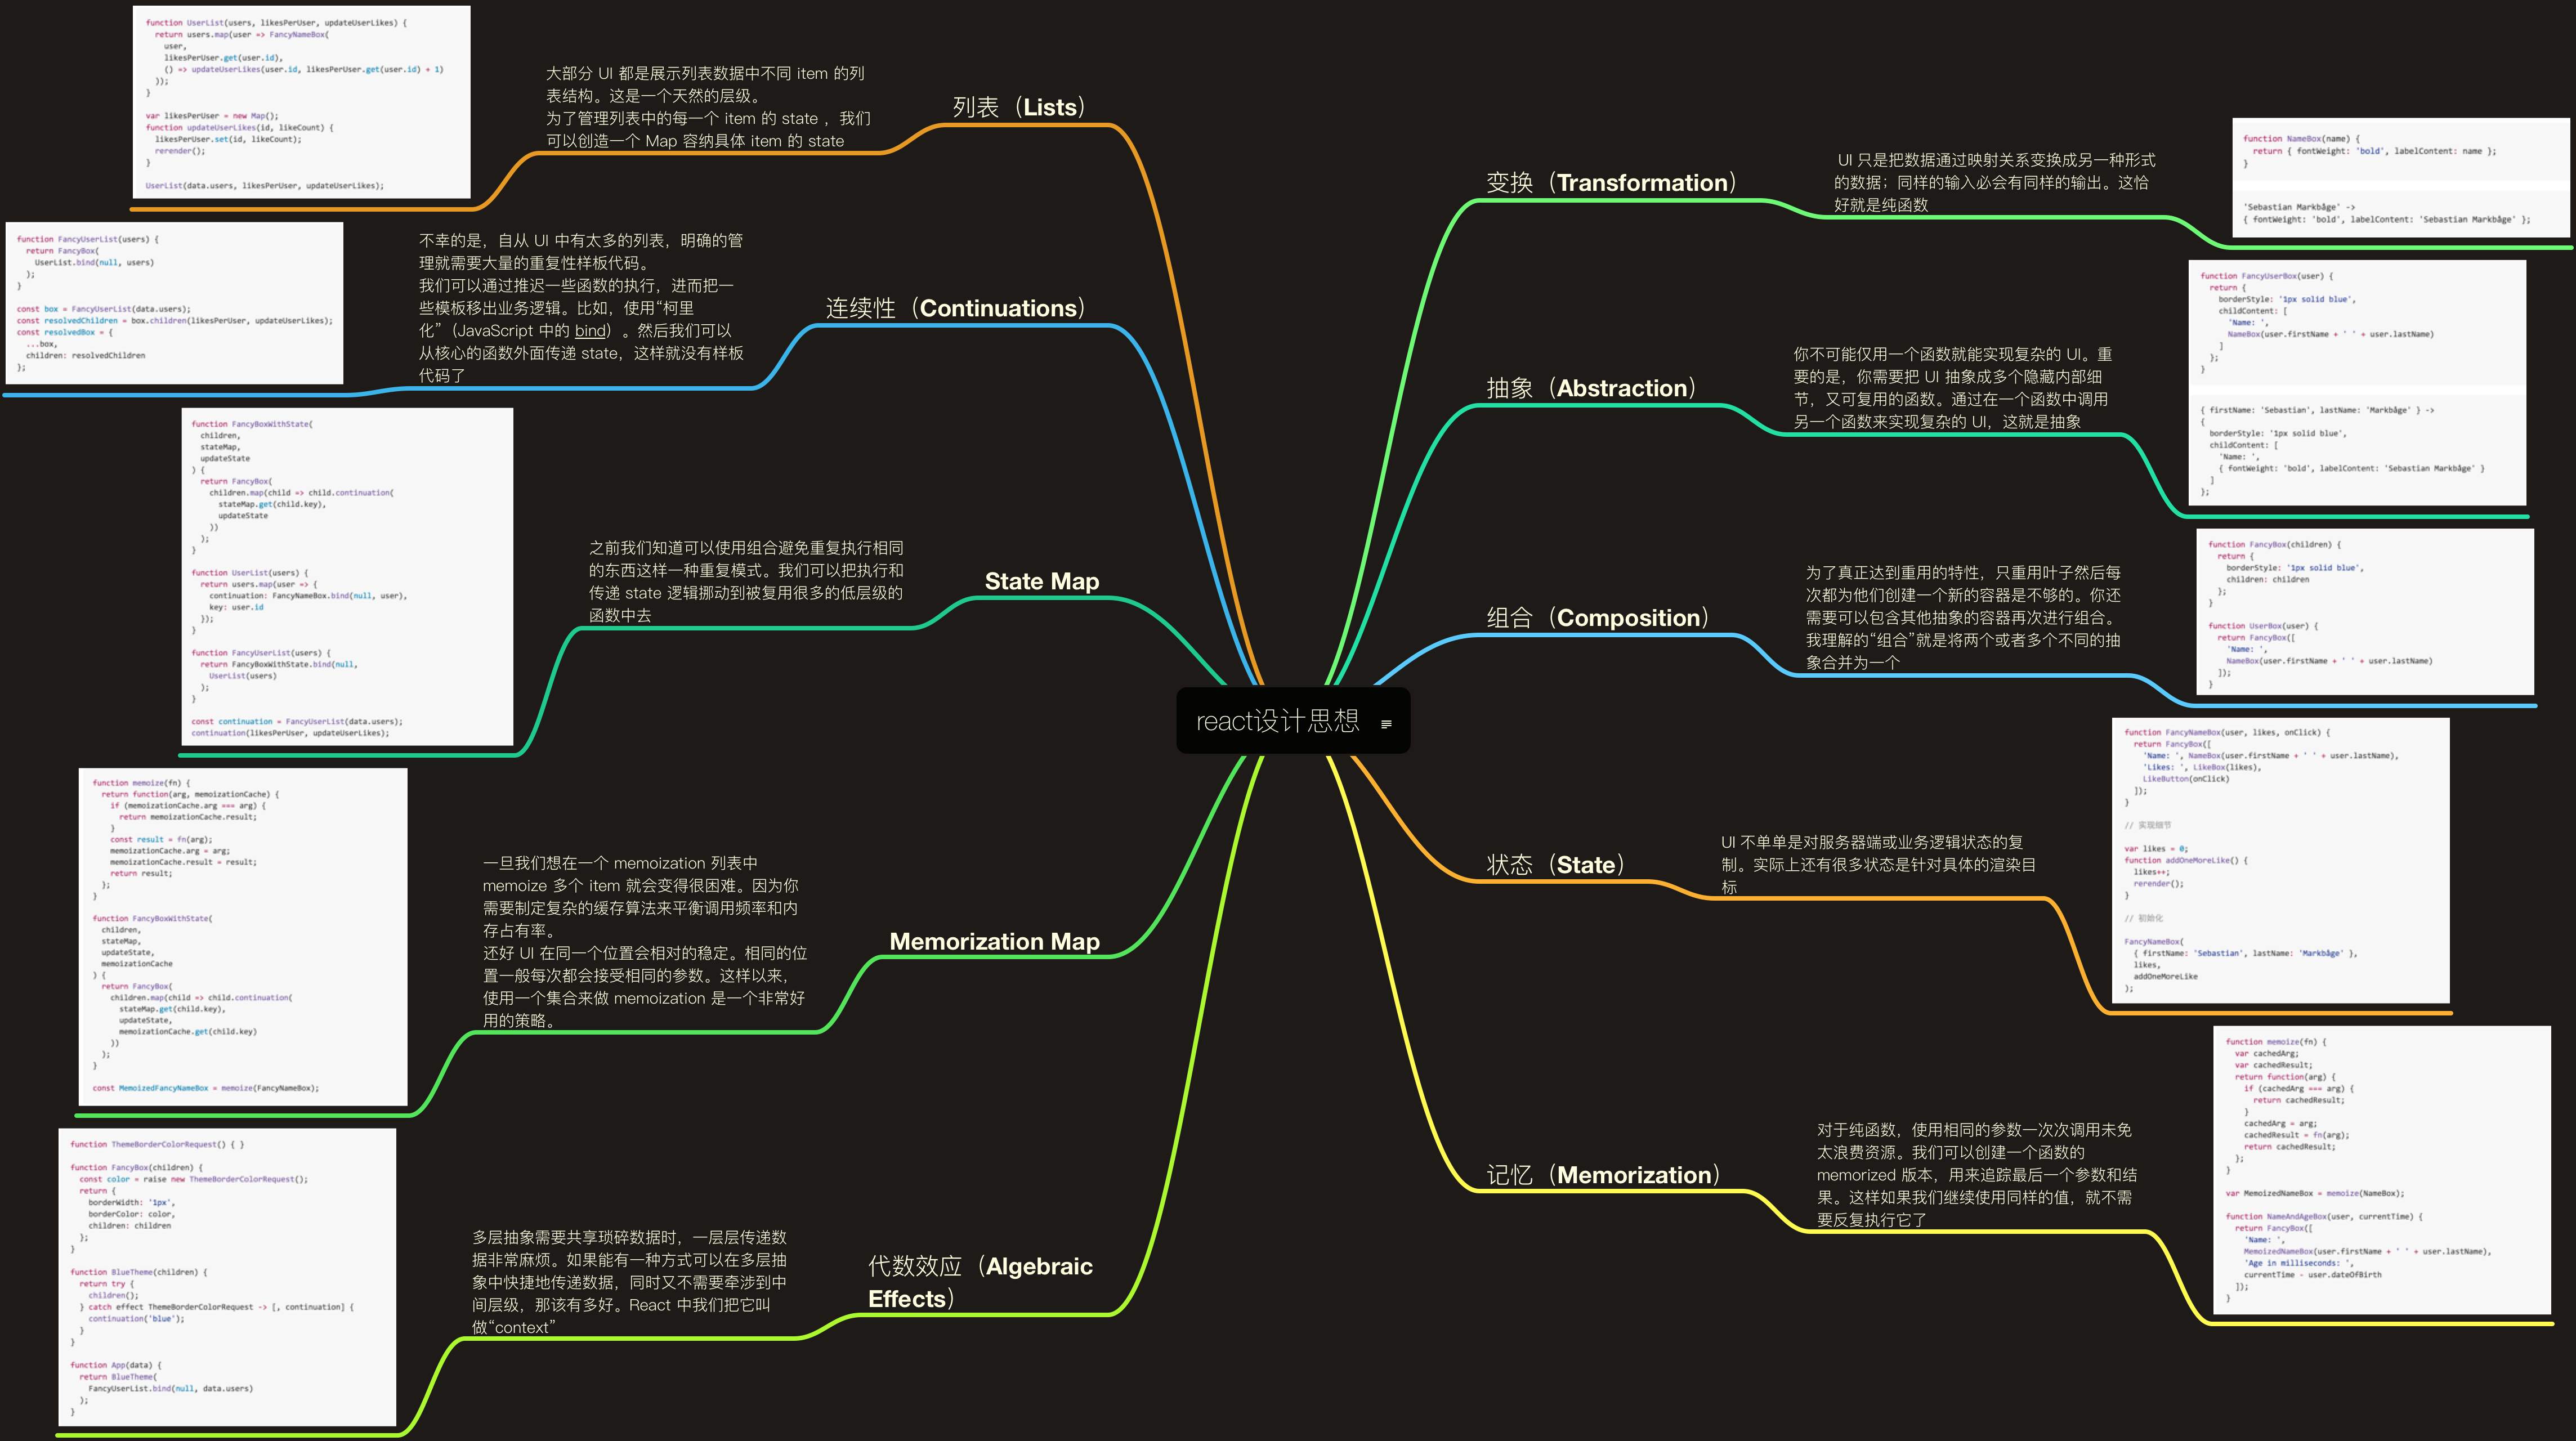 react设计思想
变换（Transformation）
UI 只是把数据通过映射关系变换成另一种形式
的数据；同样的输入必会有同样的输出。这恰
好就是纯函数
function NameBox(name) {
  return { fontWeight: 'bold', labelContent: name };
}
'Sebastian Markbåge' ->
{ fontWeight: 'bold', labelContent: 'Sebastian Markbåge' };
抽象（Abstraction）
你不可能仅用一个函数就能实现复杂的 UI。重
要的是，你需要把 UI 抽象成多个隐藏内部细
节，又可复用的函数。通过在一个函数中调用
另一个函数来实现复杂的 UI，这就是抽象
function FancyUserBox(user) {
  return {
    borderStyle: '1px solid blue',
    childContent: [
      'Name: ',
      NameBox(user.firstName + ' ' + user.lastName)
    ]
  };
}
{ firstName: 'Sebastian', lastName: 'Markbåge' } ->
{
  borderStyle: '1px solid blue',
  childContent: [
    'Name: ',
    { fontWeight: 'bold', labelContent: 'Sebastian Markbåge' }
  ]
};
组合（Composition）
为了真正达到重用的特性，只重用叶子然后每
次都为他们创建一个新的容器是不够的。你还
需要可以包含其他抽象的容器再次进行组合。
我理解的“组合”就是将两个或者多个不同的抽
象合并为一个
function FancyBox(children) {
  return {
    borderStyle: '1px solid blue',
    children: children
  };
}
function UserBox(user) {
  return FancyBox([
    'Name: ',
    NameBox(user.firstName + ' ' + user.lastName)
  ]);
}
状态（State）
UI 不单单是对服务器端或业务逻辑状态的复
制。实际上还有很多状态是针对具体的渲染目
标
function FancyNameBox(user, likes, onClick) {
  return FancyBox([
    'Name: ', NameBox(user.firstName + ' ' + user.lastName),
    'Likes: ', LikeBox(likes),
    LikeButton(onClick)
  ]);
}
// 实现细节
var likes = 0;
function addOneMoreLike() {
  likes++;
  rerender();
}
// 初始化
FancyNameBox(
  { firstName: 'Sebastian', lastName: 'Markbåge' },
  likes,
  addOneMoreLike
);
记忆（Memorization）
对于纯函数，使用相同的参数一次次调用未免
太浪费资源。我们可以创建一个函数的
memorized 版本，用来追踪最后一个参数和结
果。这样如果我们继续使用同样的值，就不需
要反复执行它了
function memoize(fn) {
  var cachedArg;
  var cachedResult;
  return function(arg) {
    if (cachedArg === arg) {
      return cachedResult;
    }
    cachedArg = arg;
    cachedResult = fn(arg);
    return cachedResult;
  };
}
var MemoizedNameBox = memoize(NameBox);
function NameAndAgeBox(user, currentTime) {
  return FancyBox([
    'Name: ',
    MemoizedNameBox(user.firstName + ' ' + user.lastName),
    'Age in milliseconds: ',
    currentTime - user.dateOfBirth
  ]);
}
列表（Lists）
大部分 UI 都是展示列表数据中不同 item 的列
表结构。这是一个天然的层级。
为了管理列表中的每一个 item 的 state ，我们
可以创造一个 Map 容纳具体 item 的 state
function UserList(users, likesPerUser, updateUserLikes) {
  return users.map(user => FancyNameBox(
    user,
    likesPerUser.get(user.id),
    () => updateUserLikes(user.id, likesPerUser.get(user.id) + 1)
  ));
}
var likesPerUser = new Map();
function updateUserLikes(id, likeCount) {
  likesPerUser.set(id, likeCount);
  rerender();
}
UserList(data.users, likesPerUser, updateUserLikes);
连续性（Continuations）
不幸的是，自从 UI 中有太多的列表，明确的管
理就需要大量的重复性样板代码。
我们可以通过推迟一些函数的执行，进而把一
些模板移出业务逻辑。比如，使用“柯里
化”（JavaScript 中的 bind）。然后我们可以
从核心的函数外面传递 state，这样就没有样板
代码了
function FancyUserList(users) {
  return FancyBox(
    UserList.bind(null, users)
  );
}
const box = FancyUserList(data.users);
const resolvedChildren = box.children(likesPerUser, updateUserLikes);
const resolvedBox = {
  ...box,
  children: resolvedChildren
};
State Map
之前我们知道可以使用组合避免重复执行相同
的东西这样一种重复模式。我们可以把执行和
传递 state 逻辑挪动到被复用很多的低层级的
函数中去
function FancyBoxWithState(
  children,
  stateMap,
  updateState
) {
  return FancyBox(
    children.map(child => child.continuation(
      stateMap.get(child.key),
      updateState
    ))
  );
}
function UserList(users) {
  return users.map(user => {
    continuation: FancyNameBox.bind(null, user),
    key: user.id
  });
}
function FancyUserList(users) {
  return FancyBoxWithState.bind(null,
    UserList(users)
  );
}
const continuation = FancyUserList(data.users);
continuation(likesPerUser, updateUserLikes);
Memorization Map
一旦我们想在一个 memoization 列表中
memoize 多个 item 就会变得很困难。因为你
需要制定复杂的缓存算法来平衡调用频率和内
存占有率。
还好 UI 在同一个位置会相对的稳定。相同的位
置一般每次都会接受相同的参数。这样以来，
使用一个集合来做 memoization 是一个非常好
用的策略。
function memoize(fn) {
  return function(arg, memoizationCache) {
    if (memoizationCache.arg === arg) {
      return memoizationCache.result;
    }
    const result = fn(arg);
    memoizationCache.arg = arg;
    memoizationCache.result = result;
    return result;
  };
}
function FancyBoxWithState(
  children,
  stateMap,
  updateState,
  memoizationCache
) {
  return FancyBox(
    children.map(child => child.continuation(
      stateMap.get(child.key),
      updateState,
      memoizationCache.get(child.key)
    ))
  );
}
const MemoizedFancyNameBox = memoize(FancyNameBox);
代数效应（Algebraic
Effects）
多层抽象需要共享琐碎数据时，一层层传递数
据非常麻烦。如果能有一种方式可以在多层抽
象中快捷地传递数据，同时又不需要牵涉到中
间层级，那该有多好。React 中我们把它叫
做“context”
function ThemeBorderColorRequest() { }
function FancyBox(children) {
  const color = raise new ThemeBorderColorRequest();
  return {
    borderWidth: '1px',
    borderColor: color,
    children: children
  };
}
function BlueTheme(children) {
  return try {
    children();
  } catch effect ThemeBorderColorRequest -> [, continuation] {
    continuation('blue');
  }
}
function App(data) {
  return BlueTheme(
    FancyUserList.bind(null, data.users)
  );
}